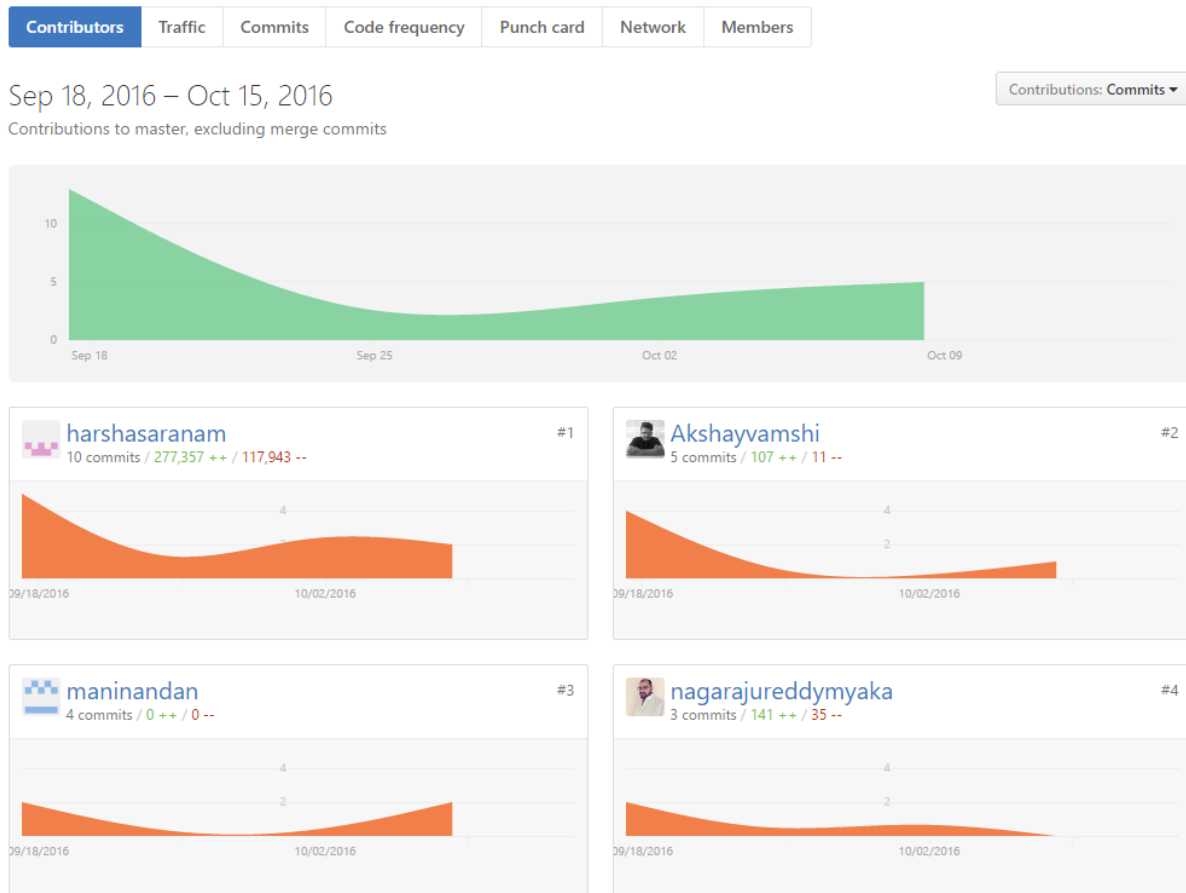 Contributors Traffic Commits Code frequency Punch card Network Members
Sep 18, 2016 – Oct 15, 2016
Contributions: Commits
Contributions to master, excluding merge commits
10
5
0
Sep 18 Sep 25 Oct 02 Oct 09
harshasaranam #1
10 commits / 277,357 ++ / 117,943 --
4
09/18/2016 10/02/2016
Akshayvamshi #2
5 commits / 107 ++ / 11 --
4
2
09/18/2016 10/02/2016
maninandan #3
4 commits / 0 ++ / 0 --
4
2
09/18/2016 10/02/2016
nagarajureddymyaka #4
3 commits / 141 ++ / 35 --
4
2
09/18/2016 10/02/2016